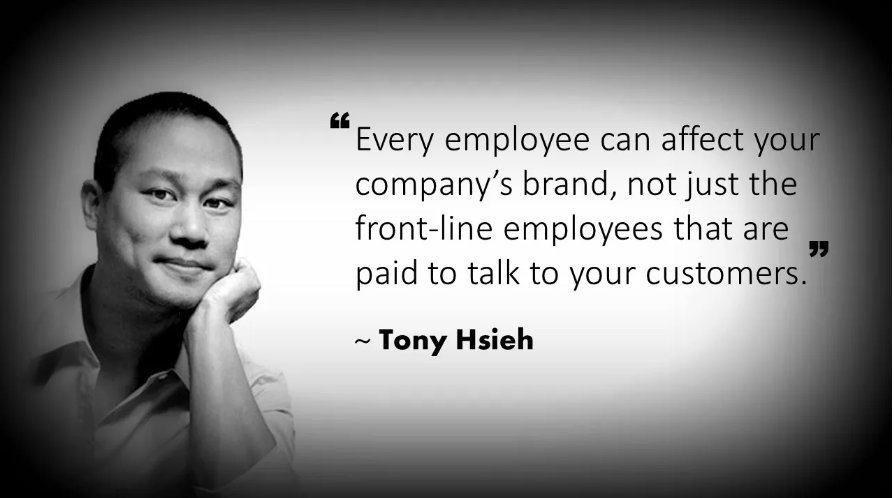 “Every employee can affect your
company’s brand, not just the
front-line employees that are
paid to talk to your customers.”
~ Tony Hsieh